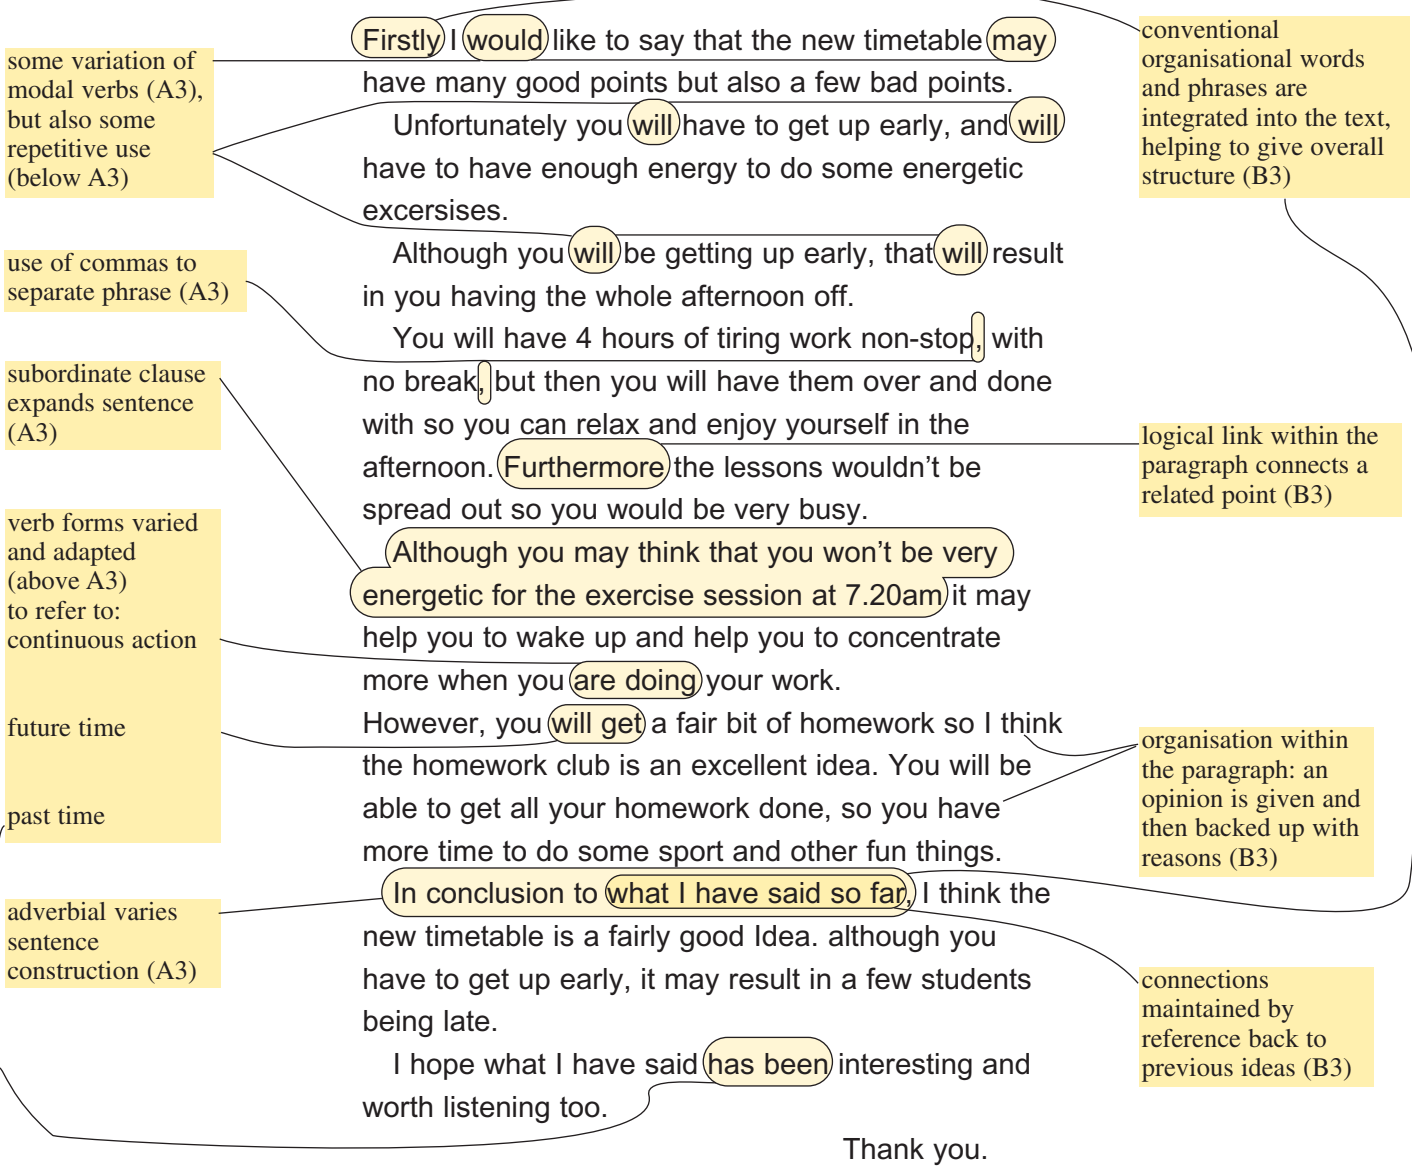 some variation of
modal verbs (A3),
but also some
repetitive use
(below A3)
use of commas to
separate phrase (A3)
subordinate clause
expands sentence
(A3)
verb forms varied
and adapted
(above A3)
to refer to:
continuous action
future time
past time
adverbial varies
sentence
construction (A3)
Firstly I would like to say that the new timetable may
have many good points but also a few bad points.
Unfortunately you will have to get up early, and will
have to have enough energy to do some energetic
excersises.
Although you will be getting up early, that will result
in you having the whole afternoon off.
You will have 4 hours of tiring work non-stop, with
no break, but then you will have them over and done
with so you can relax and enjoy yourself in the
afternoon. Furthermore the lessons wouldn't be
spread out so you would be very busy.
Although you may think that you won't be very
energetic for the exercise session at 7.20am it may
help you to wake up and help you to concentrate
more when you are doing your work.
However, you will get a fair bit of homework so I think
the homework club is an excellent idea. You will be
able to get all your homework done, so you have
more time to do some sport and other fun things.
In conclusion to what I have said so far, I think the
new timetable is a fairly good Idea. although you
have to get up early, it may result in a few students
being late.
I hope what I have said has been interesting and
worth listening too.
Thank you.
conventional
organisational words
and phrases are
integrated into the text,
helping to give overall
structure (B3)
logical link within the
paragraph connects a
related point (B3)
organisation within
the paragraph: an
opinion is given and
then backed up with
reasons (B3)
connections
maintained by
reference back to
previous ideas (B3)